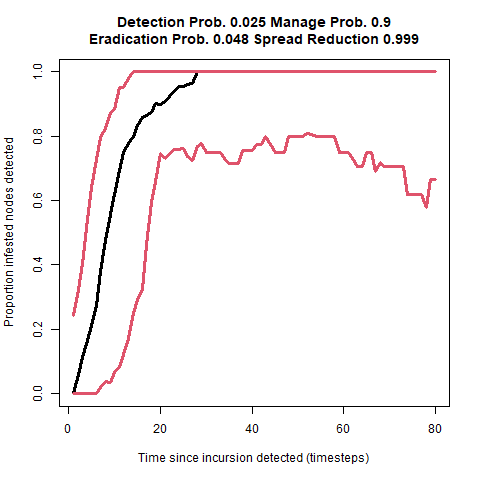 Detection Prob. 0.025 Manage Prob. 0.9
Eradication Prob. 0.048 Spread Reduction 0.999
Proportion infested nodes detected
1.0
0.8
0.6
0.4
0.2
0.0
0 20 40 60 80
Time since incursion detected (timesteps)